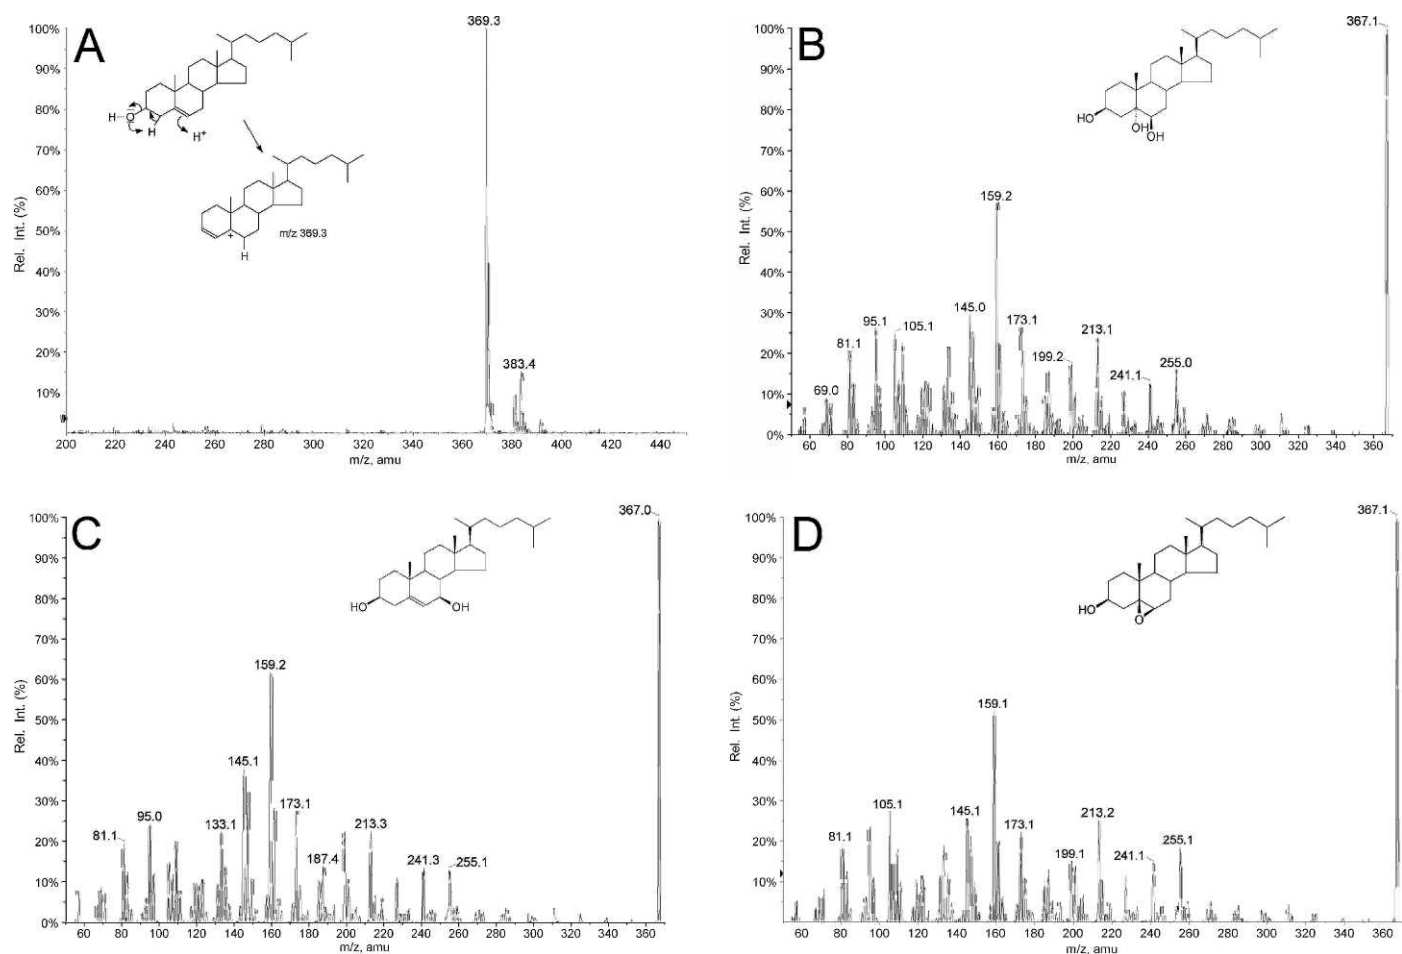 A
369.3
100%
90%
80%
70%
60%
50%
40%
30%
20%
10%
Rel. Int. (%)
H
O
H
H+
+
H
m/z 369.3
383.4
200 220 240 260 280 300 320 340 360 380 400 420 440
m/z, amu
B
367.1
100%
90%
80%
70%
60%
50%
40%
30%
20%
10%
0%
Rel. Int. (%)
HO
OH
OH
159.2
145.0
95.1
105.1
173.1
213.1
81.1
199.2
255.0
241.1
69.0
60 80 100 120 140 160 180 200 220 240 260 280 300 320 340 360
m/z, amu
C
367.0
100%
90%
80%
70%
60%
50%
40%
30%
20%
10%
0%
Rel. Int. (%)
HO
OH
159.2
145.1
173.1
95.0
133.1
213.3
81.1
187.4
241.3
255.1
60 80 100 120 140 160 180 200 220 240 260 280 300 320 340 360
m/z, amu
D
367.1
100%
90%
80%
70%
60%
50%
40%
30%
20%
10%
0%
Rel. Int. (%)
HO
O
159.1
105.1
145.1
213.2
173.1
81.1
255.1
199.1
241.1
60 80 100 120 140 160 180 200 220 240 260 280 300 320 340 360
m/z, amu